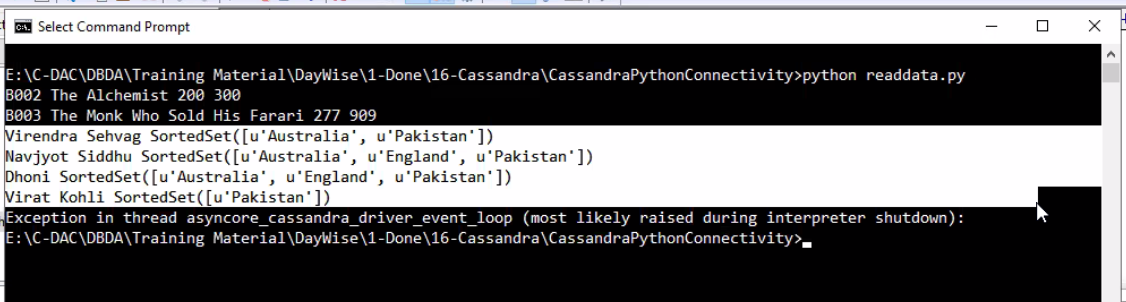 Select Command Prompt
E:\C-DAC\DBDA\Training Material\DayWise\1-Done\16-Cassandra\CassandraPythonConnectivity>python readdata.py
B002 The Alchemist 200 300
B003 The Monk Who Sold His Farari 277 909
Virendra Sehvag SortedSet([u'Australia', u'Pakistan'])
Navjyot Siddhu SortedSet([u'Australia', u'England', u'Pakistan'])
Dhoni SortedSet([u'Australia', u'England', u'Pakistan'])
Virat Kohli SortedSet([u'Pakistan'])
Exception in thread asyncore_cassandra_driver_event_loop (most likely raised during interpreter shutdown):
E:\C-DAC\DBDA\Training Material\DayWise\1-Done\16-Cassandra\CassandraPythonConnectivity>